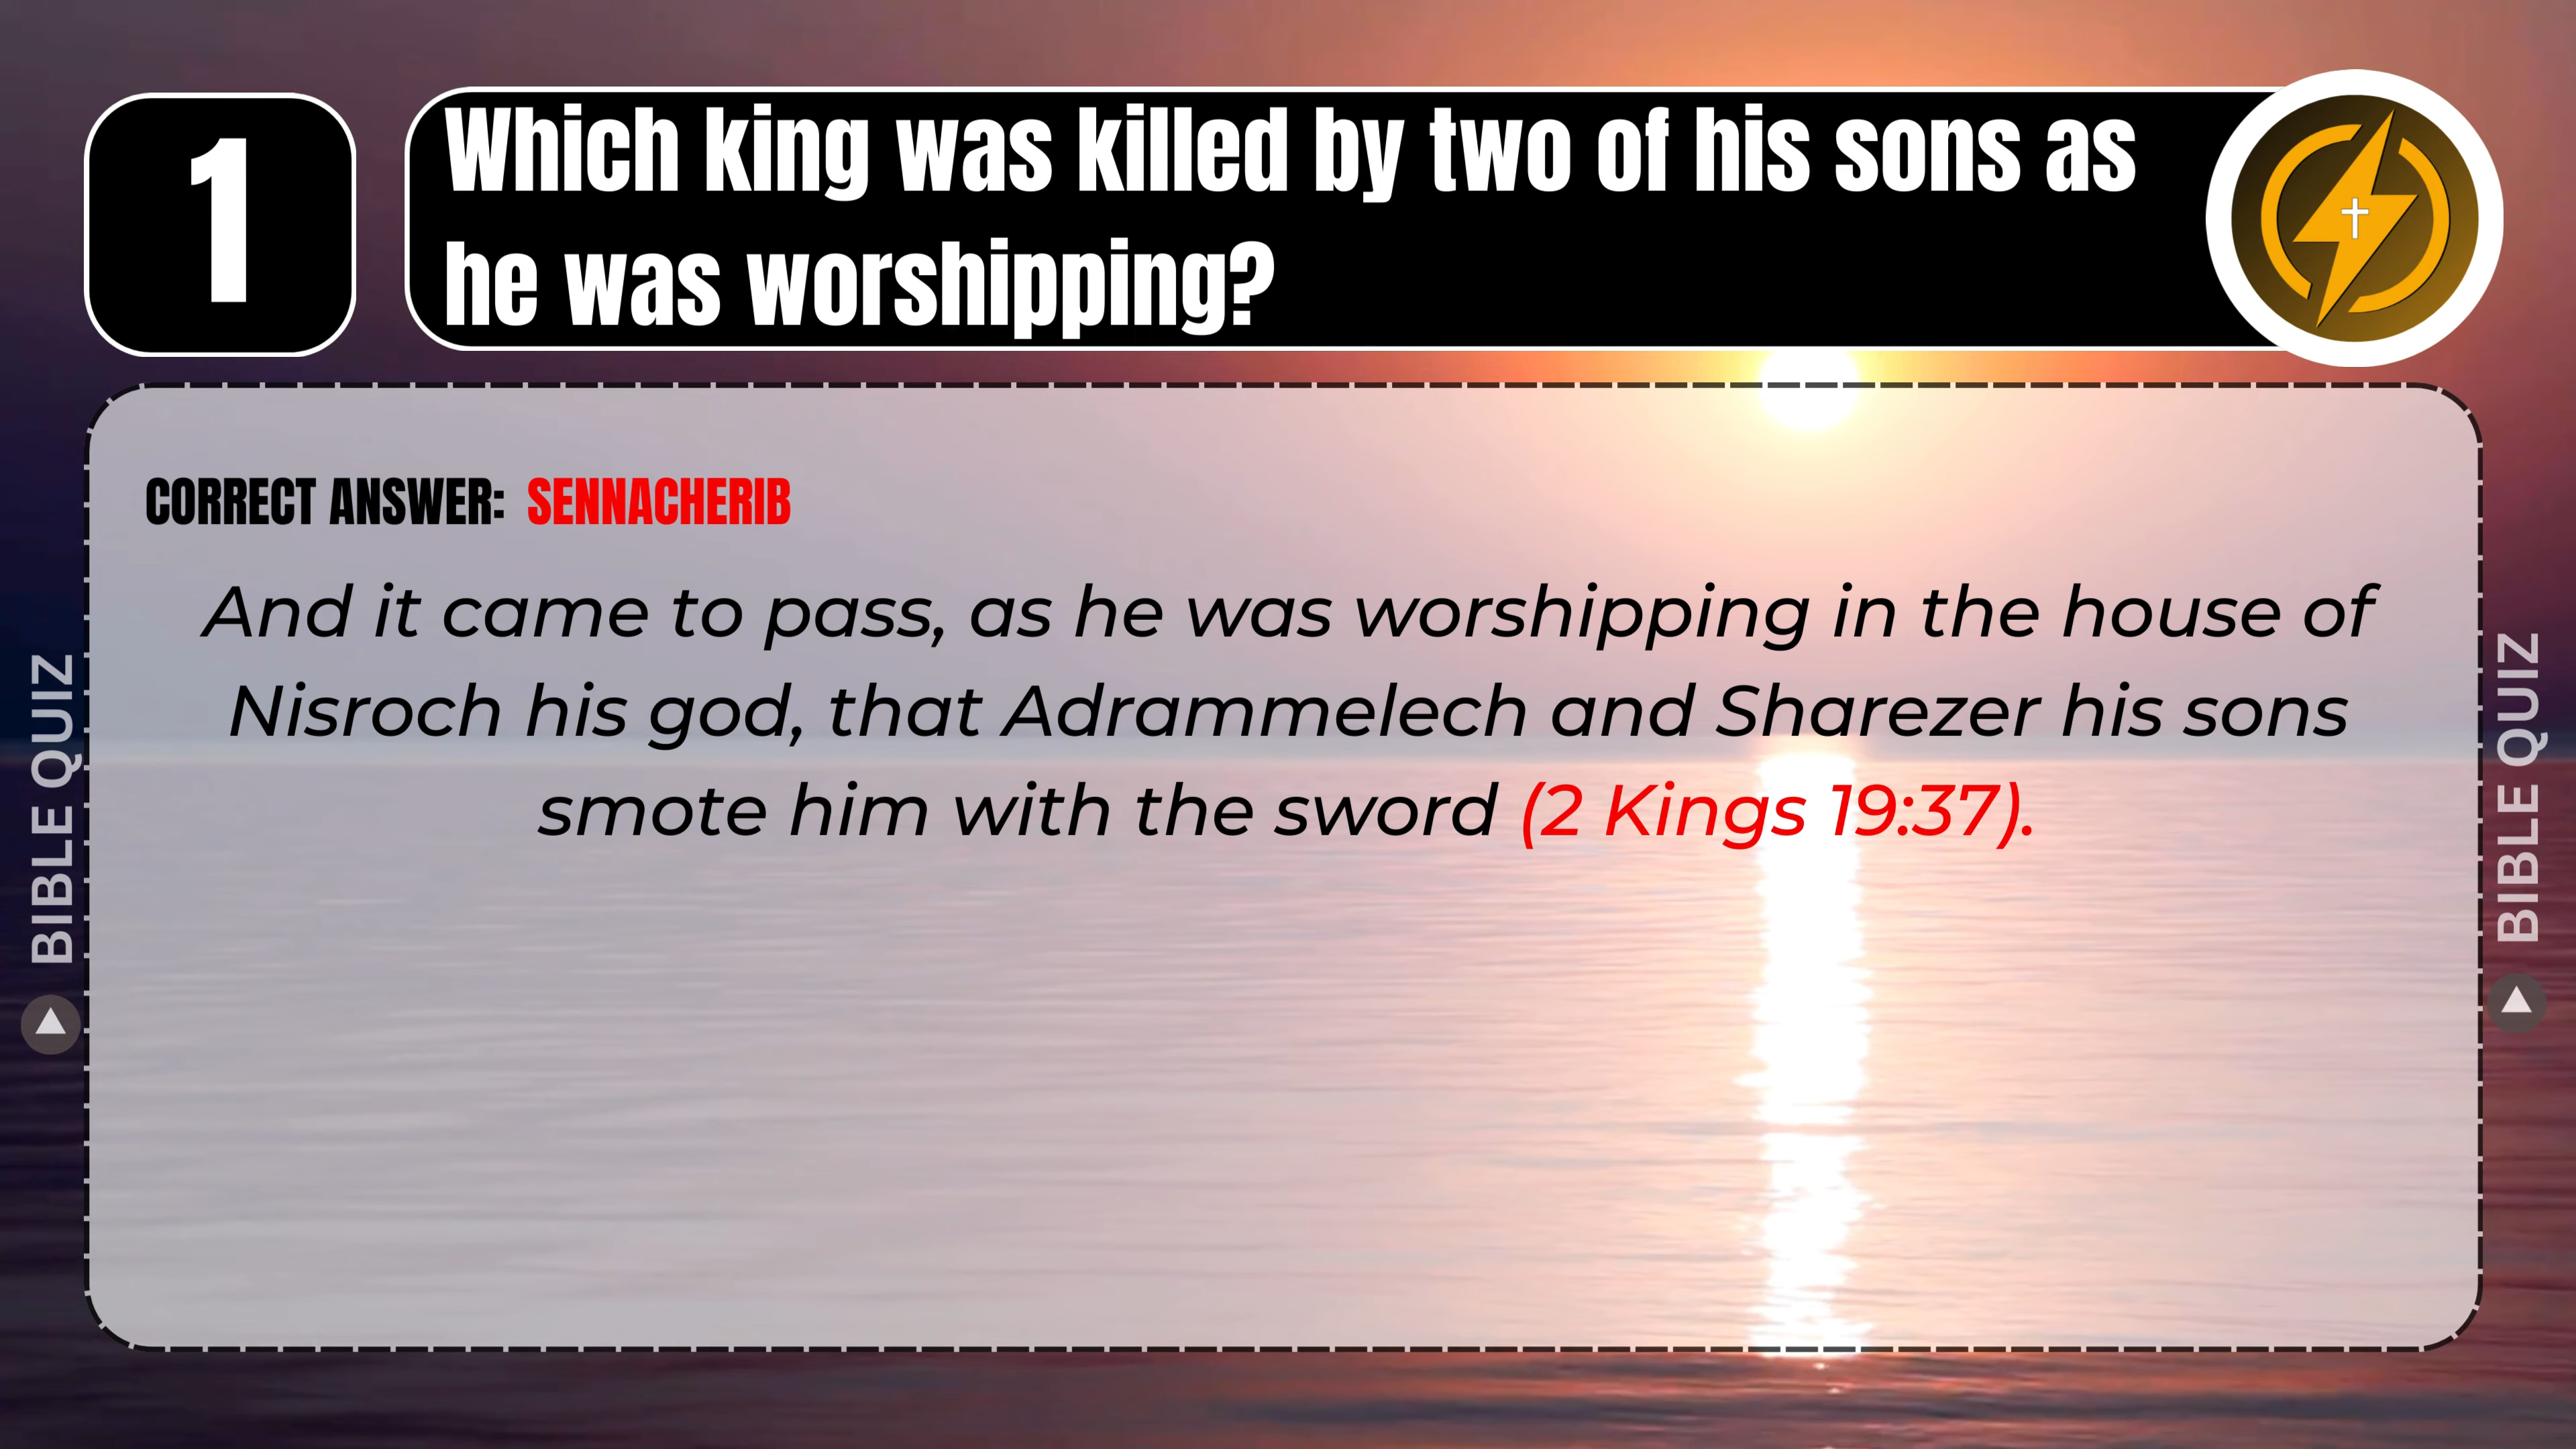 1
Which king was killed by two of his sons as
he was worshipping?
CORRECT ANSWER: SENNACHERIB
And it came to pass, as he was worshipping in the house of
Nisroch his god, that Adrammelech and Sharezer his sons
smote him with the sword (2 Kings 19:37).
BIBLE QUIZ
BIBLE QUIZ